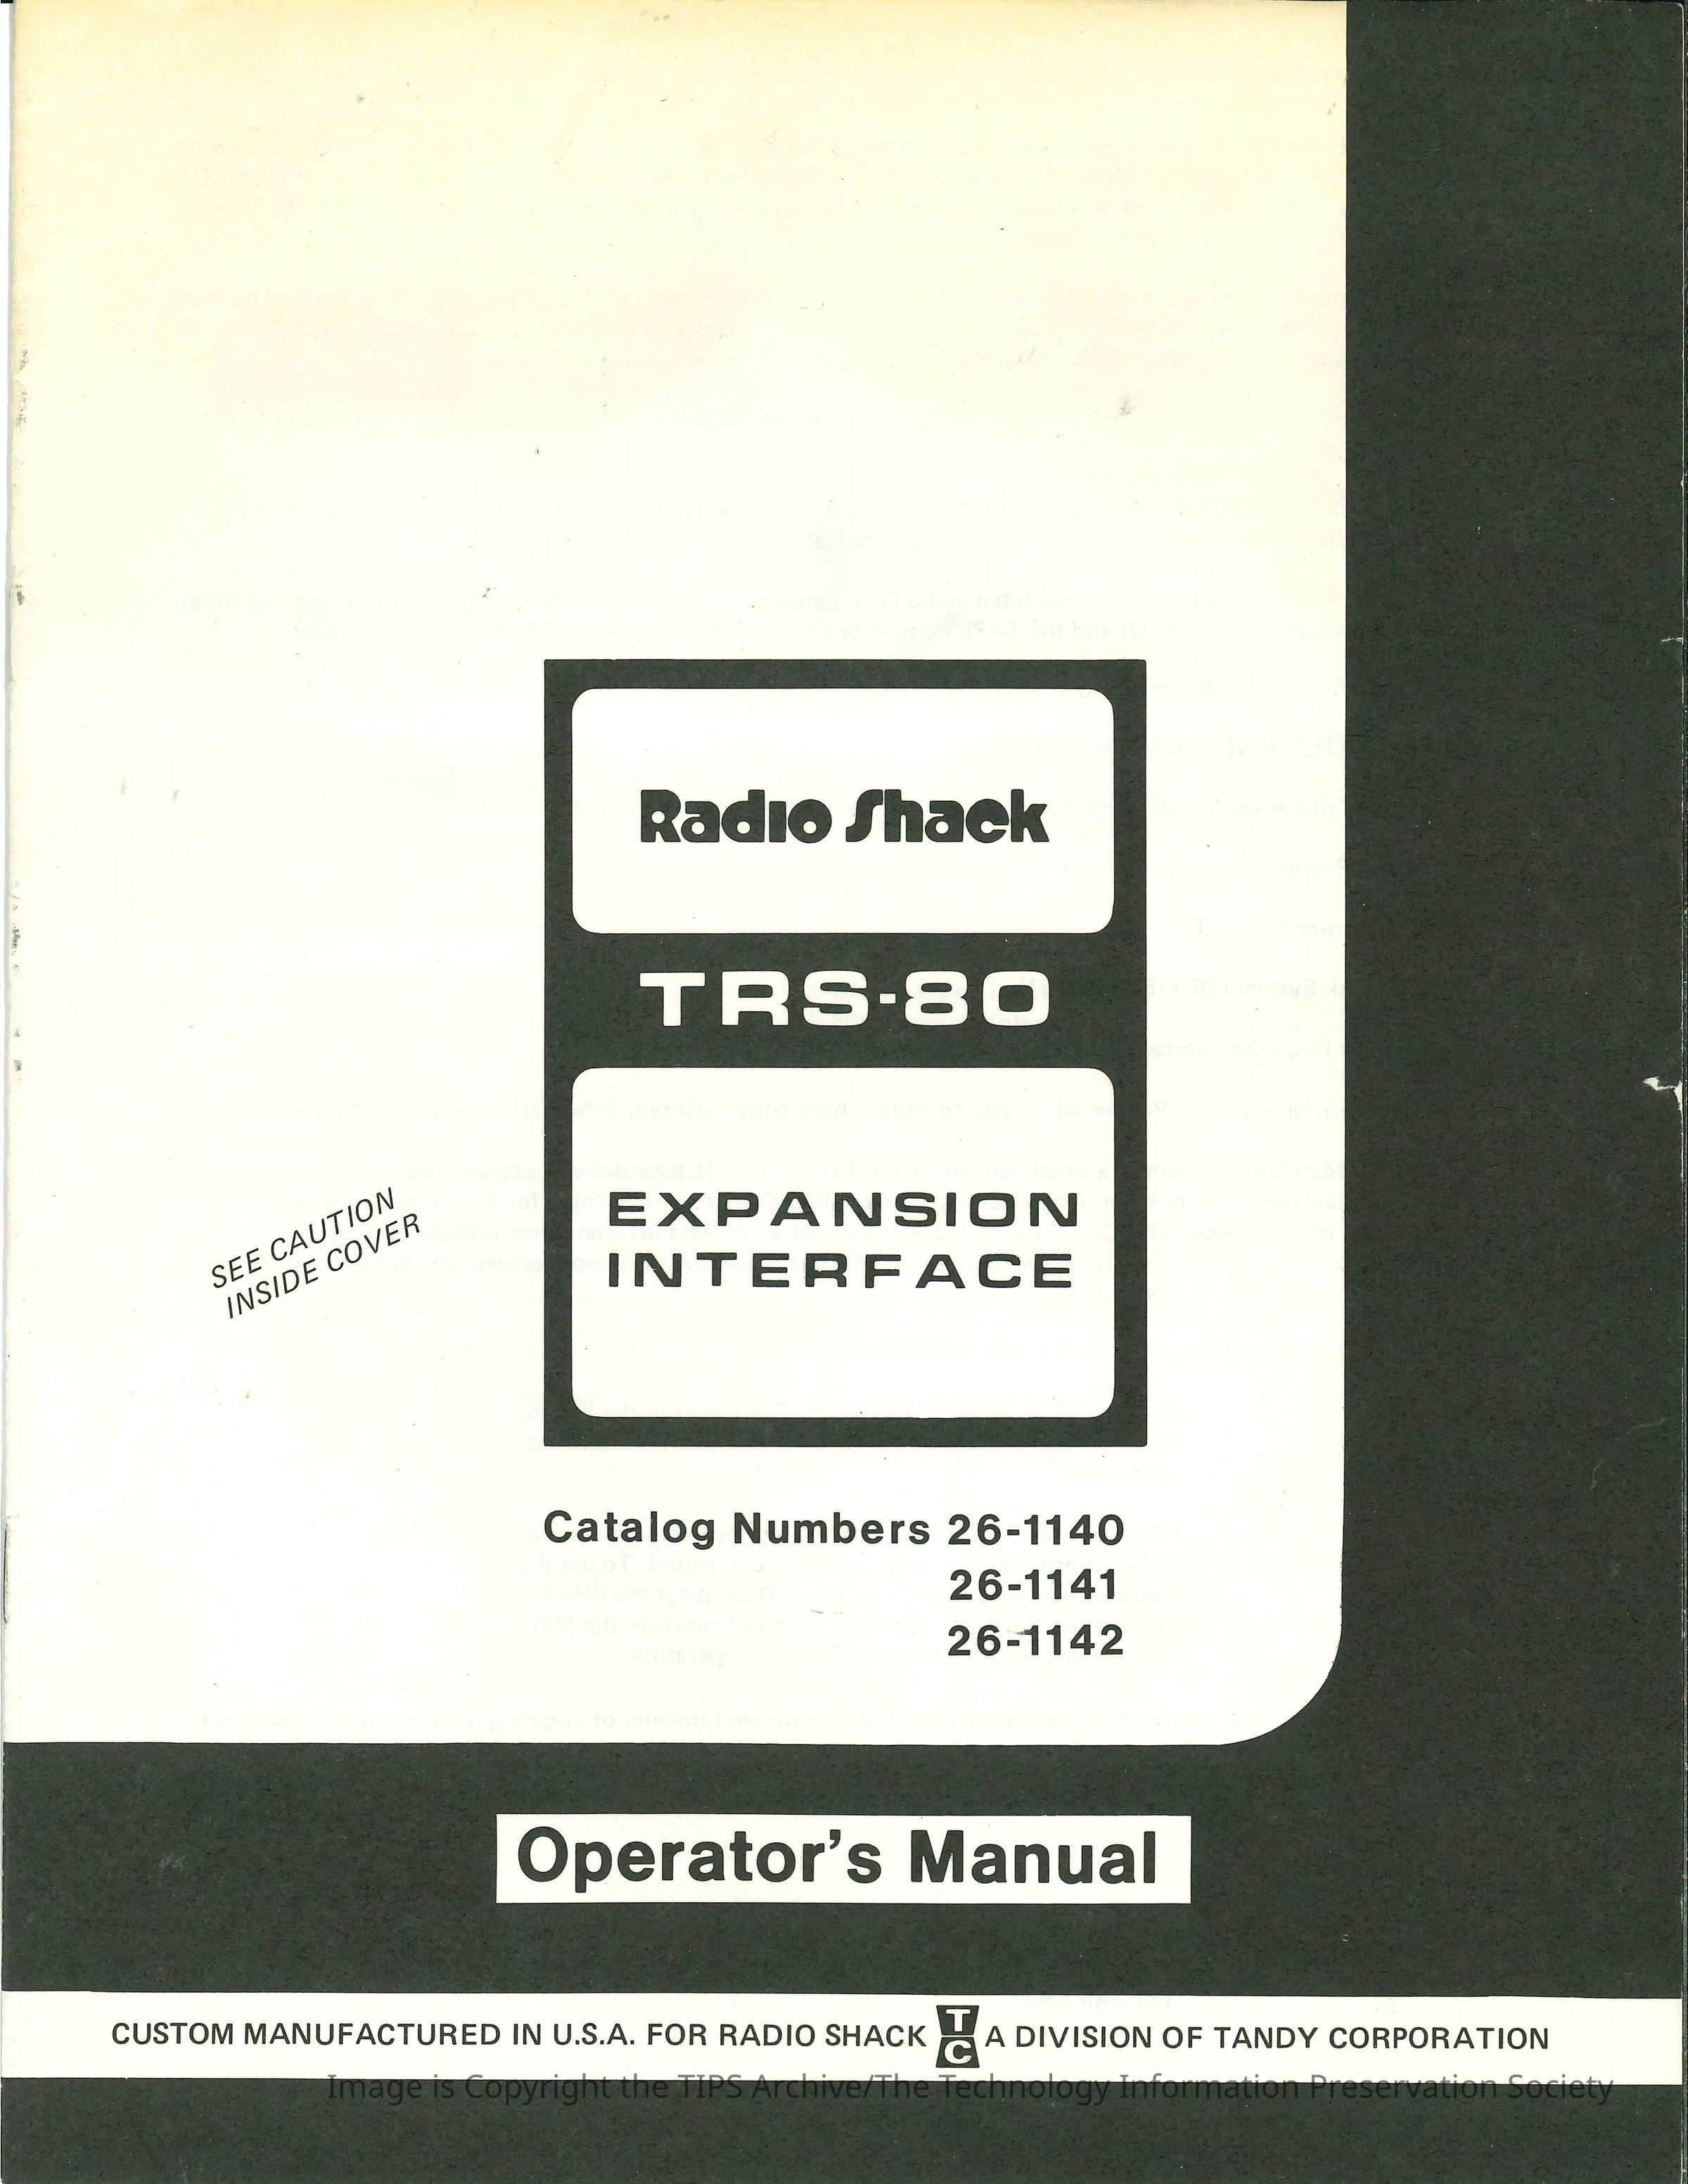 Radio Shack
TRS-80
EXPANSION
INTERFACE
SEE CAUTION
INSIDE COVER
Catalog Numbers 26-1140
26-1141
26-1142
Operator's Manual
CUSTOM MANUFACTURED IN U.S.A. FOR RADIO SHACK TC A DIVISION OF TANDY CORPORATION
Image is Copyright the TIPS Archive/The Technology Information Preservation Society